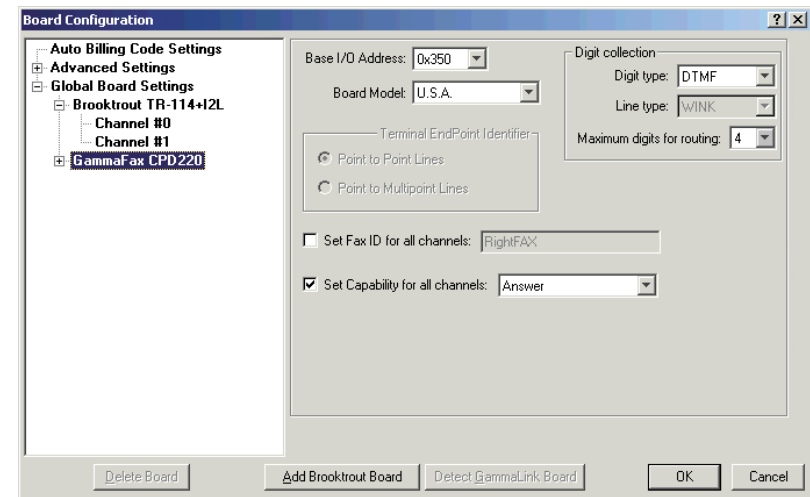 Board Configuration
Auto Billing Code Settings
Advanced Settings
Global Board Settings
Brooktrout TR-114+I2L
Channel #0
Channel #1
GammaFax CPD220
Base I/O Address: 0x350
Board Model: U.S.A.
Terminal EndPoint Identifier
Point to Point Lines
Point to Multipoint Lines
Digit collection
Digit type: DTMF
Line type: WINK
Maximum digits for routing: 4
Set Fax ID for all channels: RightFAX
Set Capability for all channels: Answer
Delete Board Add Brooktrout Board Detect GammaLink Board OK Cancel